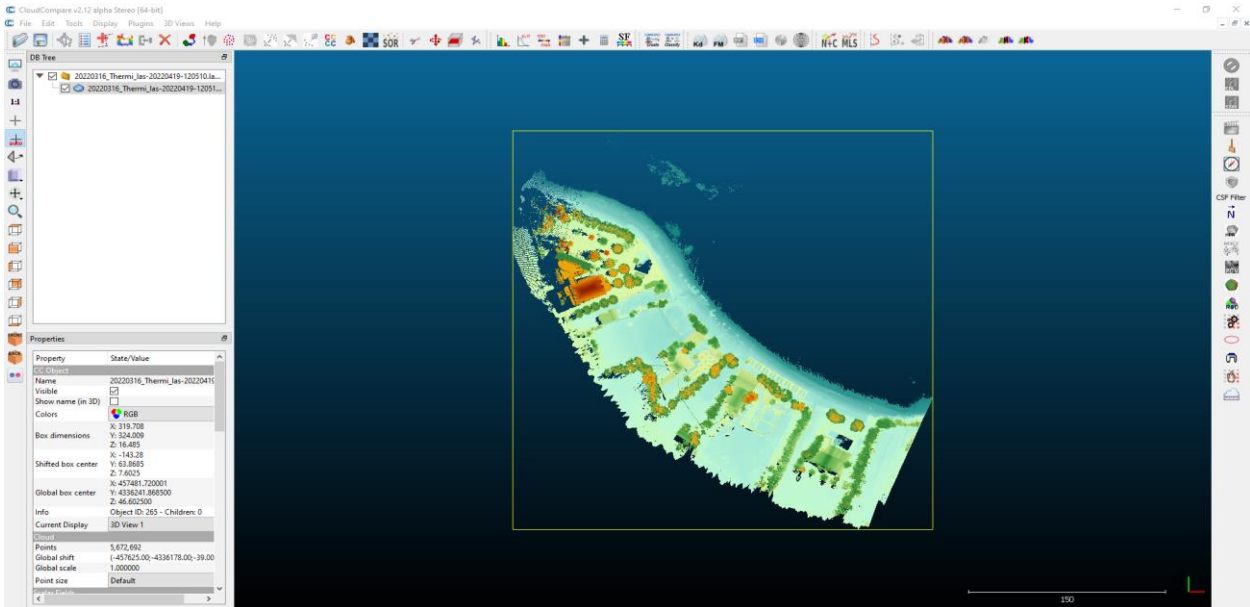 CloudCompare v2.12 alpha Stereo [64-bit]
File Edit Tools Display Plugins 3D Views Help
SOR
SF
Kd
FM
N+C
MLS
DB Tree
20220316_Thermi_las-20220419-120510.la...
20220316_Thermi_las-20220419-12051...
1:1
CSF Filter
N
Properties
Property State/Value
CC Object
Name 20220316_Thermi_las-20220419
Visible
Show name (in 3D)
Colors RGB
Box dimensions X: 319.708
Y: 324.009
Z: 16.485
Shifted box center X: -143.28
Y: 63.8685
Z: 7.6025
Global box center X: 457481.720001
Y: 4336241.868500
Z: 46.602500
Info Object ID: 265 - Children: 0
Current Display 3D View 1
Cloud
Points 5,672,692
Global shift (-457625.00;-4336178.00;-39.00
Global scale 1.000000
Point size Default
150